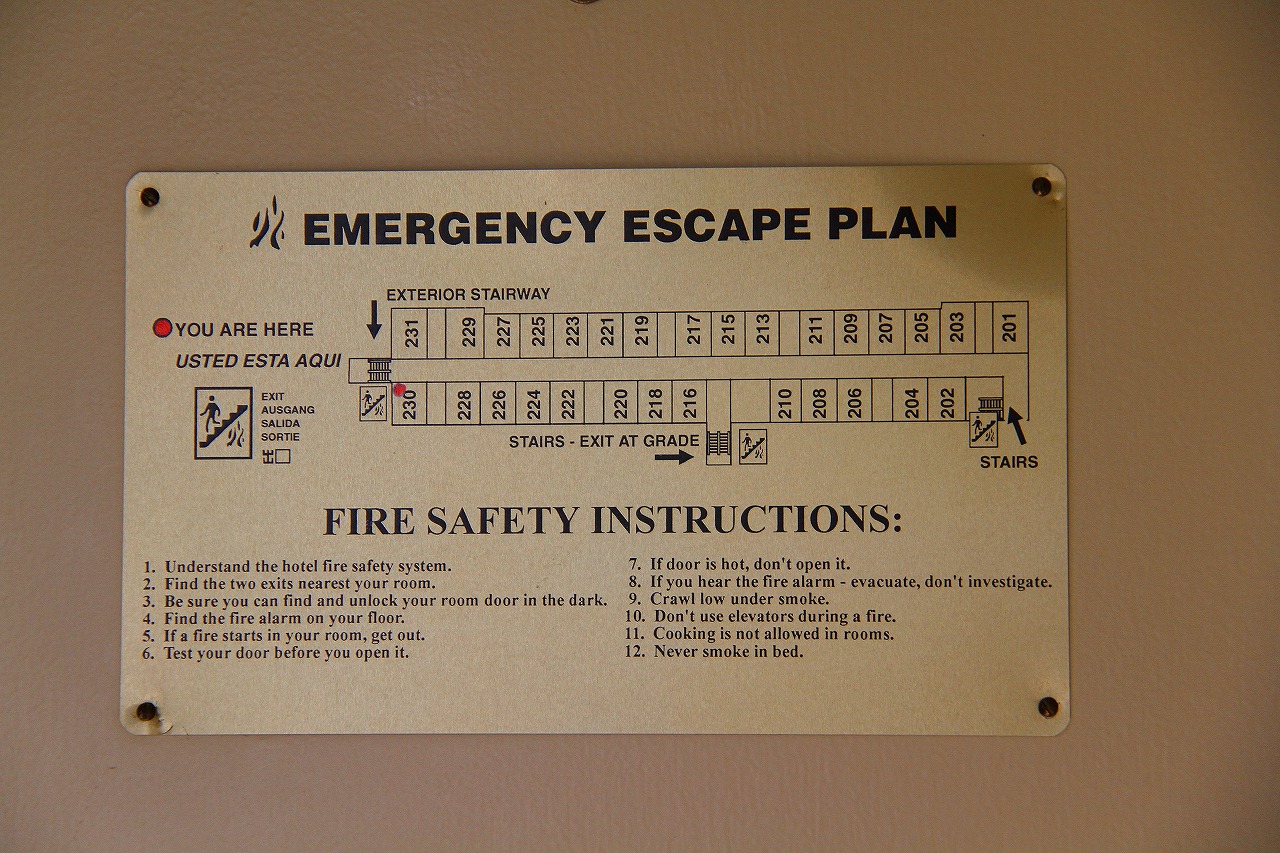 EMERGENCY ESCAPE PLAN
EXTERIOR STAIRWAY
YOU ARE HERE
USTED ESTA AQUI
231 229 227 225 223 221 219 217 215 213 211 209 207 205 203 201
230 228 226 224 222 220 218 216 210 208 206 204 202
EXIT
AUSGANG
SALIDA
SORTIE
出口
STAIRS - EXIT AT GRADE
STAIRS
FIRE SAFETY INSTRUCTIONS:
1. Understand the hotel fire safety system.
2. Find the two exits nearest your room.
3. Be sure you can find and unlock your room door in the dark.
4. Find the fire alarm on your floor.
5. If a fire starts in your room, get out.
6. Test your door before you open it.
7. If door is hot, don't open it.
8. If you hear the fire alarm - evacuate, don't investigate.
9. Crawl low under smoke.
10. Don't use elevators during a fire.
11. Cooking is not allowed in rooms.
12. Never smoke in bed.